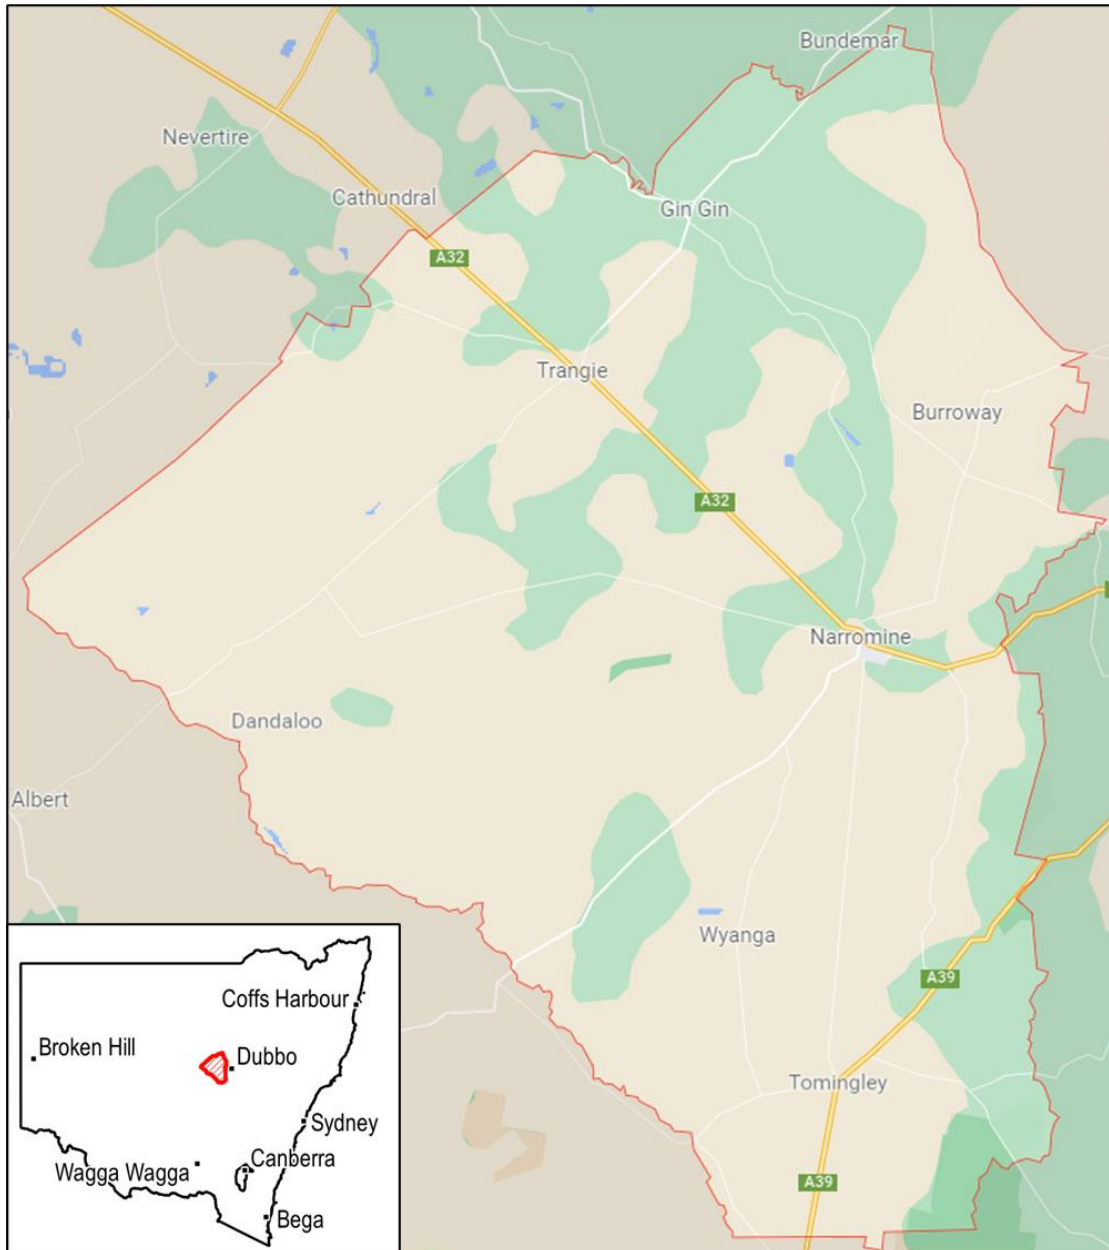 Bundemar
Nevertire
Cathundral
Gin Gin
A32
Trangie
Burroway
A32
Narromine
Dandaloo
Albert
Wyanga
A39
Tomingley
A39
Coffs Harbour
Broken Hill
Dubbo
Sydney
Canberra
Wagga Wagga
Bega